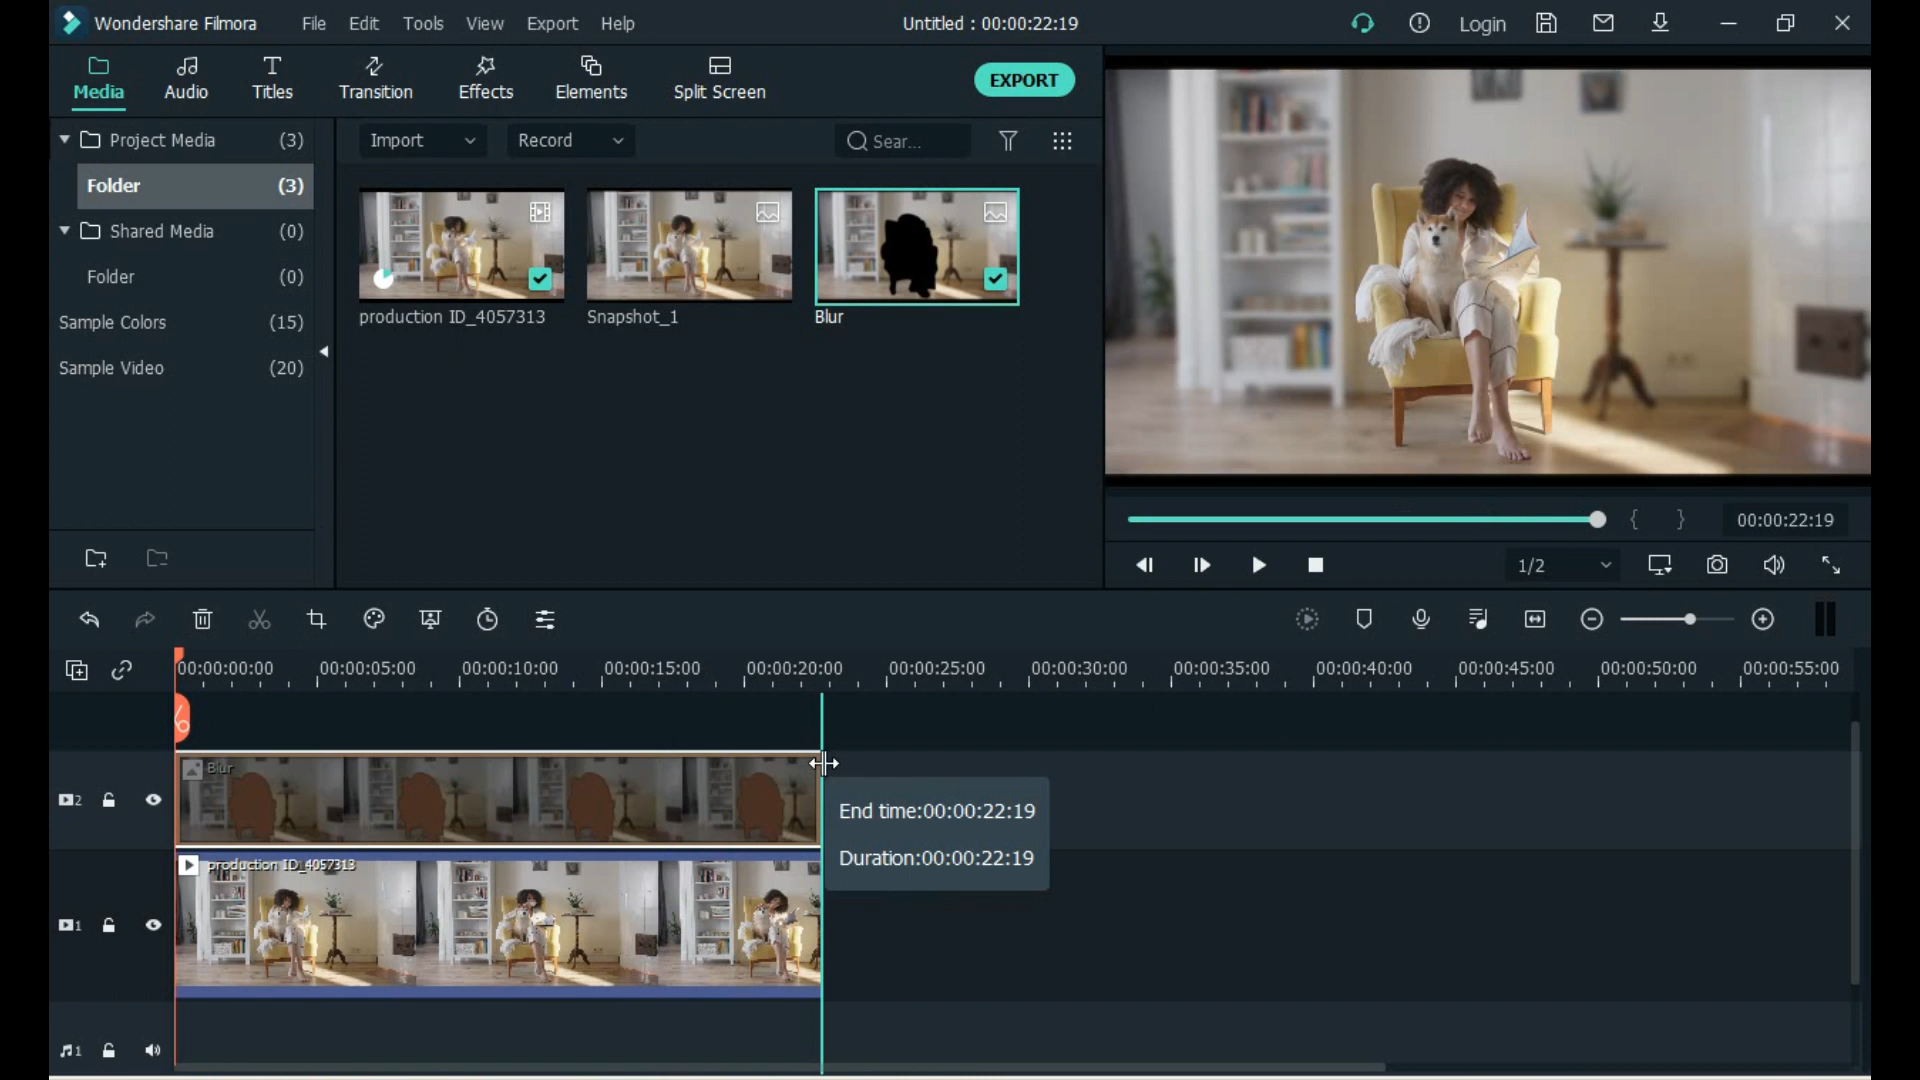 Wondershare Filmora File Edit Tools View Export Help Untitled : 00:00:22:19 Login
Media Audio Titles Transition Effects Elements Split Screen EXPORT
Project Media (3) Import Record Sear...
Folder (3)
Shared Media (0)
Folder (0)
Sample Colors (15)
Sample Video (20)
production ID_4057313 Snapshot_1 Blur
00:00:22:19
1/2
00:00:00:00 00:00:05:00 00:00:10:00 00:00:15:00 00:00:20:00 00:00:25:00 00:00:30:00 00:00:35:00 00:00:40:00 00:00:45:00 00:00:50:00 00:00:55:00
Blur
2
End time:00:00:22:19
Duration:00:00:22:19
production ID_4057313
1
1